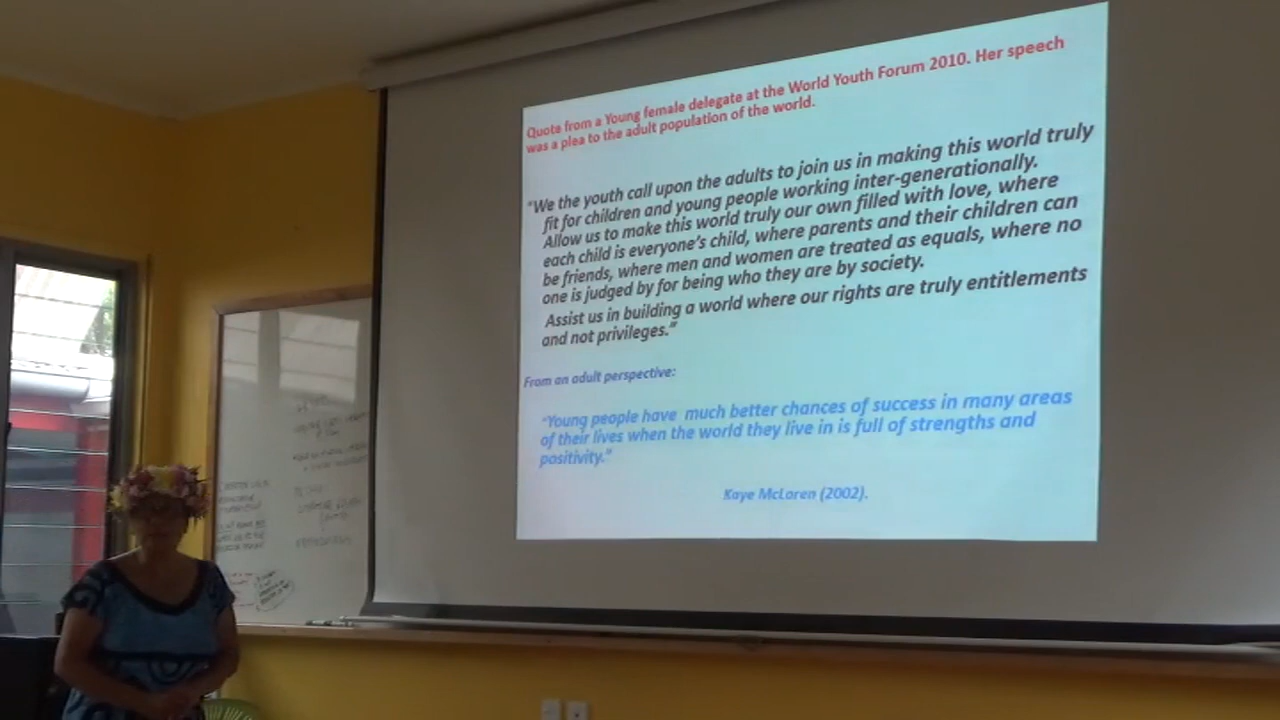 Quote from a Young female delegate at the World Youth Forum 2010. Her speech
was a plea to the adult population of the world.
"We the youth call upon the adults to join us in making this world truly
fit for children and young people working inter-generationally.
Allow us to make this world truly our own filled with love, where
each child is everyone's child, where parents and their children can
be friends, where men and women are treated as equals, where no
one is judged by for being who they are by society.
Assist us in building a world where our rights are truly entitlements
and not privileges."
From an adult perspective:
"Young people have much better chances of success in many areas
of their lives when the world they live in is full of strengths and
positivity."
Kaye McLaren (2002).